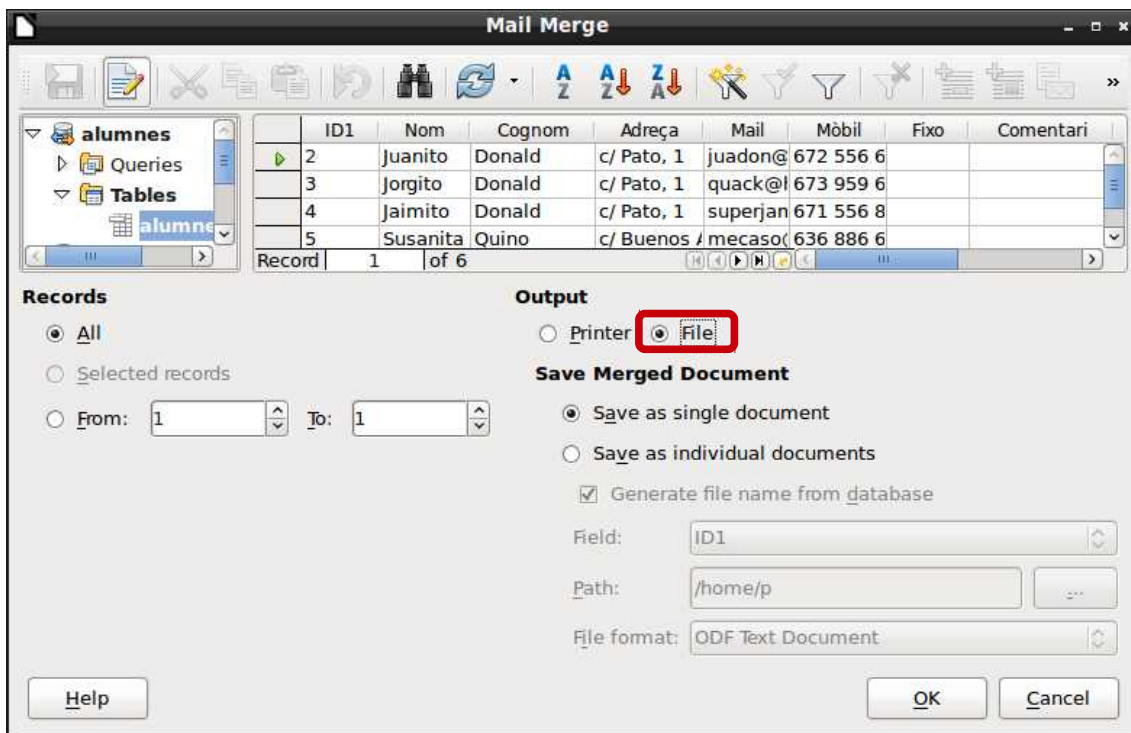 Mail Merge
A Z A Z Z A »
alumnes
Queries
Tables
alumne
ID1 Nom Cognom Adreça Mail Mòbil Fixo Comentari
2 Juanito Donald c/ Pato, 1 juadon@ 672 556 6
3 Jorgito Donald c/ Pato, 1 quack@l 673 959 6
4 Jaimito Donald c/ Pato, 1 superjan 671 556 8
5 Susanita Quino c/ Buenos A mecaso( 636 886 6
Record 1 of 6
Records
All
Selected records
From: 1 To: 1
Output
Printer File
Save Merged Document
Save as single document
Save as individual documents
Generate file name from database
Field: ID1
Path: /home/p ...
File format: ODF Text Document
Help OK Cancel